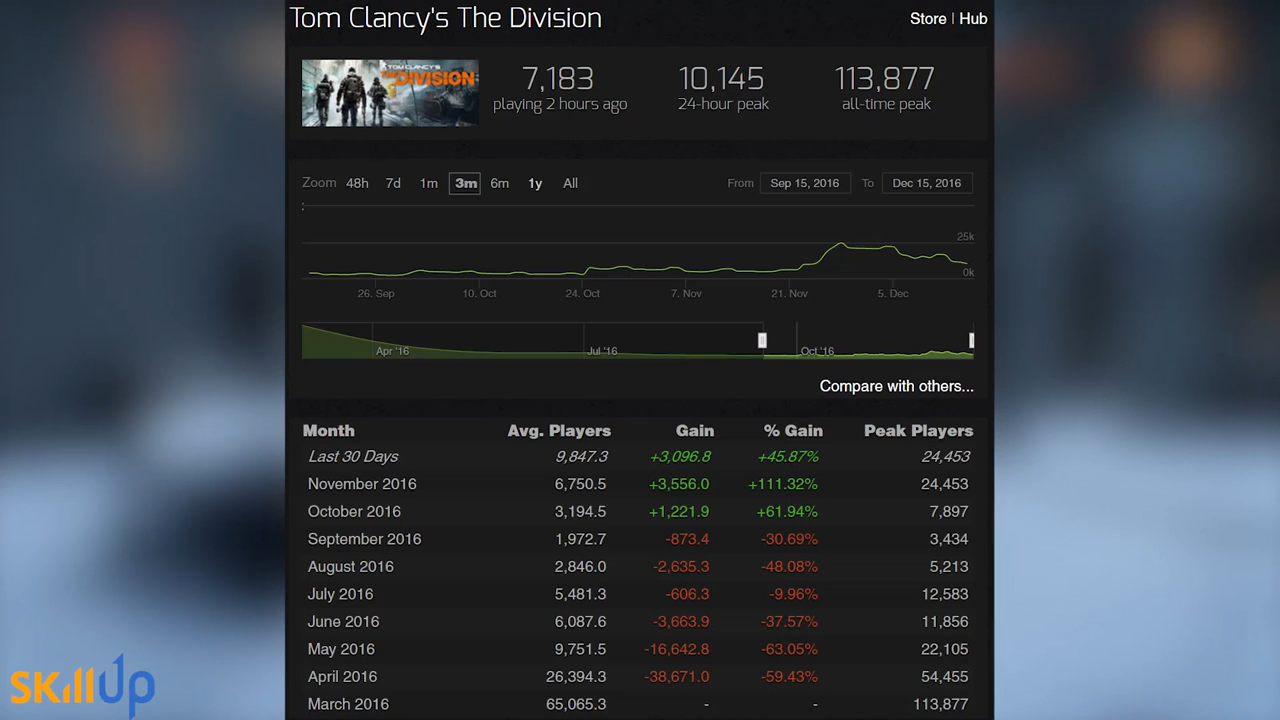 Tom Clancy's The Division
Store | Hub
TOM CLANCY'S
THE DIVISION
7,183
playing 2 hours ago
10,145
24-hour peak
113,877
all-time peak
Zoom 48h 7d 1m 3m 6m 1y All
From Sep 15, 2016 To Dec 15, 2016
25k
0k
26. Sep 10. Oct 24. Oct 7. Nov 21. Nov 5. Dec
Apr '16 Jul '16 Oct '16
Compare with others...
Month Avg. Players Gain % Gain Peak Players
Last 30 Days 9,847.3 +3,096.8 +45.87% 24,453
November 2016 6,750.5 +3,556.0 +111.32% 24,453
October 2016 3,194.5 +1,221.9 +61.94% 7,897
September 2016 1,972.7 -873.4 -30.69% 3,434
August 2016 2,846.0 -2,635.3 -48.08% 5,213
July 2016 5,481.3 -606.3 -9.96% 12,583
June 2016 6,087.6 -3,663.9 -37.57% 11,856
May 2016 9,751.5 -16,642.8 -63.05% 22,105
April 2016 26,394.3 -38,671.0 -59.43% 54,455
March 2016 65,065.3 - - 113,877
SkillUp